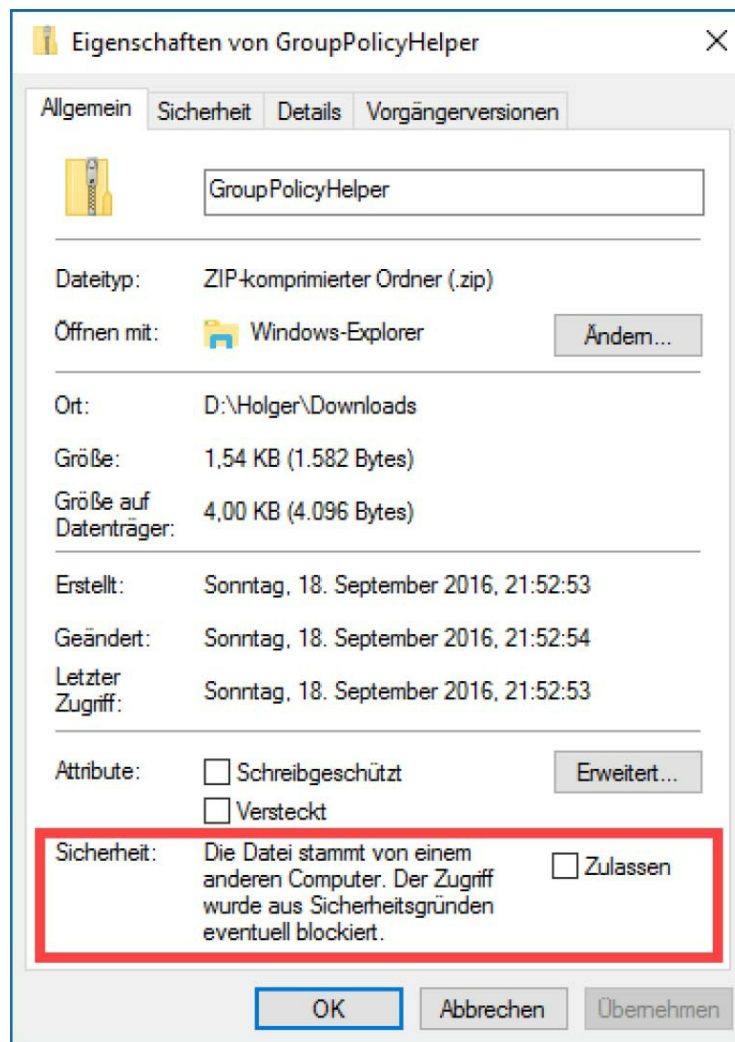 Eigenschaften von GroupPolicyHelper
Allgemein Sicherheit Details Vorgängerversionen
GroupPolicyHelper
Dateityp: ZIP-komprimierter Ordner (.zip)
Öffnen mit: Windows-Explorer Ändern...
Ort: D:\Holger\Downloads
Größe: 1,54 KB (1.582 Bytes)
Größe auf
Datenträger: 4,00 KB (4.096 Bytes)
Erstellt: Sonntag, 18. September 2016, 21:52:53
Geändert: Sonntag, 18. September 2016, 21:52:54
Letzter
Zugriff: Sonntag, 18. September 2016, 21:52:53
Attribute: Schreibgeschützt Erweitert...
Versteckt
Sicherheit: Die Datei stammt von einem
anderen Computer. Der Zugriff
wurde aus Sicherheitsgründen
eventuell blockiert.
Zulassen
OK Abbrechen Übernehmen